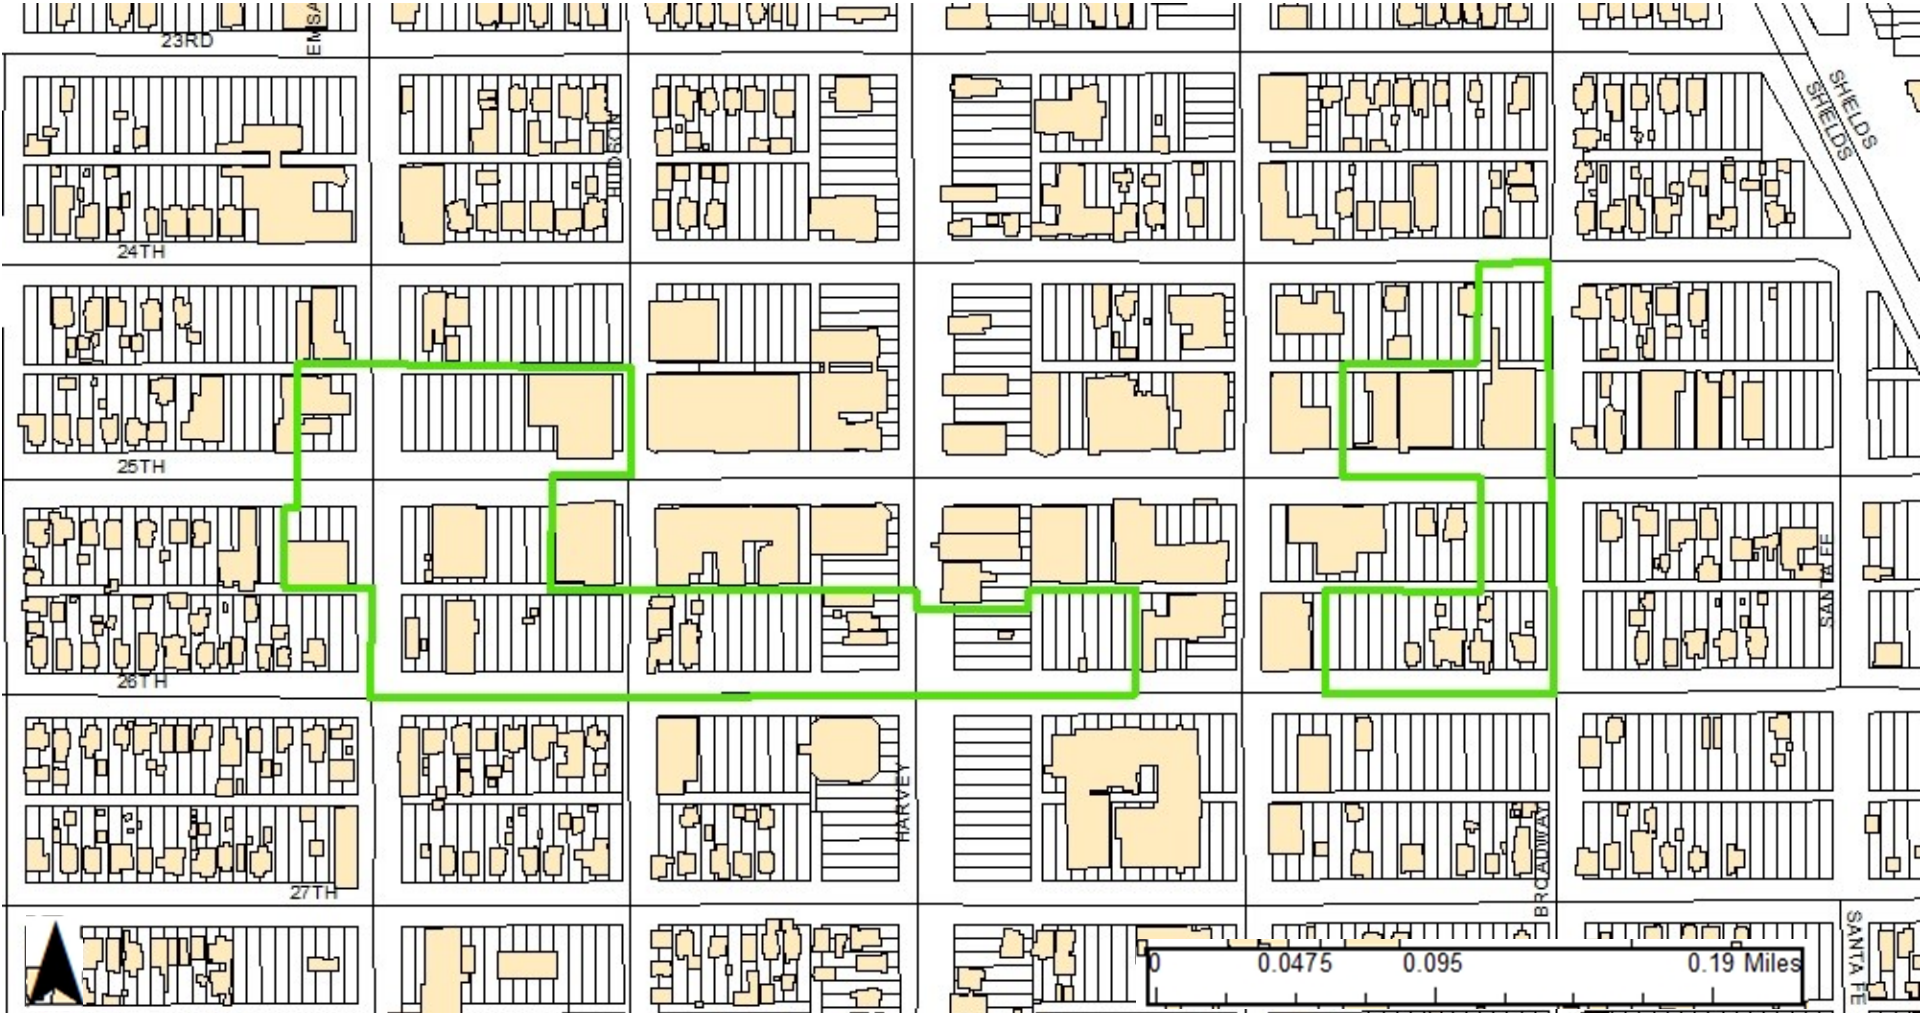 23RD
EMSA
SHIELDS
SHIELDS
HUDSON
24TH
25TH
SANTA FE
26TH
HARVEY
BROADWAY
27TH
SANTA FE
0 0.0475 0.095 0.19 Miles